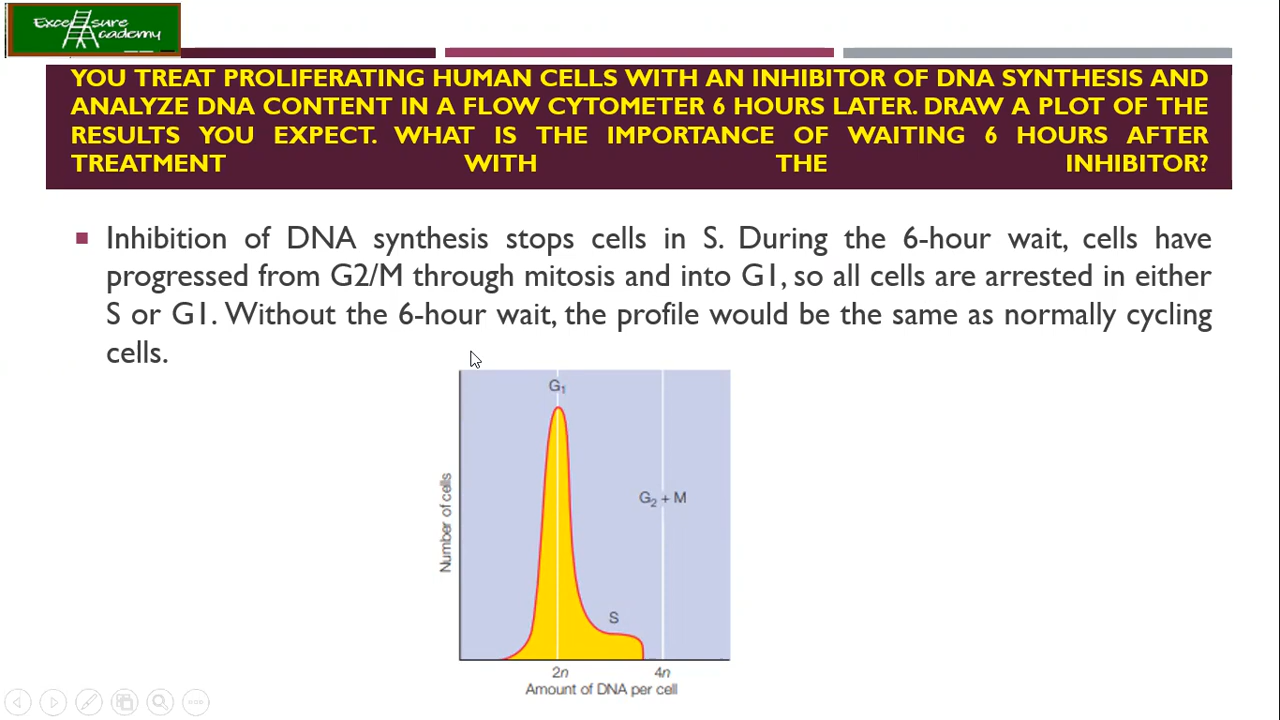 Excel sure
Academy
YOU TREAT PROLIFERATING HUMAN CELLS WITH AN INHIBITOR OF DNA SYNTHESIS AND
ANALYZE DNA CONTENT IN A FLOW CYTOMETER 6 HOURS LATER. DRAW A PLOT OF THE
RESULTS YOU EXPECT. WHAT IS THE IMPORTANCE OF WAITING 6 HOURS AFTER
TREATMENT WITH THE INHIBITOR?
Inhibition of DNA synthesis stops cells in S. During the 6-hour wait, cells have
progressed from G2/M through mitosis and into G1, so all cells are arrested in either
S or G1. Without the 6-hour wait, the profile would be the same as normally cycling
cells.
G₁
G₂ + M
S
Number of cells
2n 4n
Amount of DNA per cell